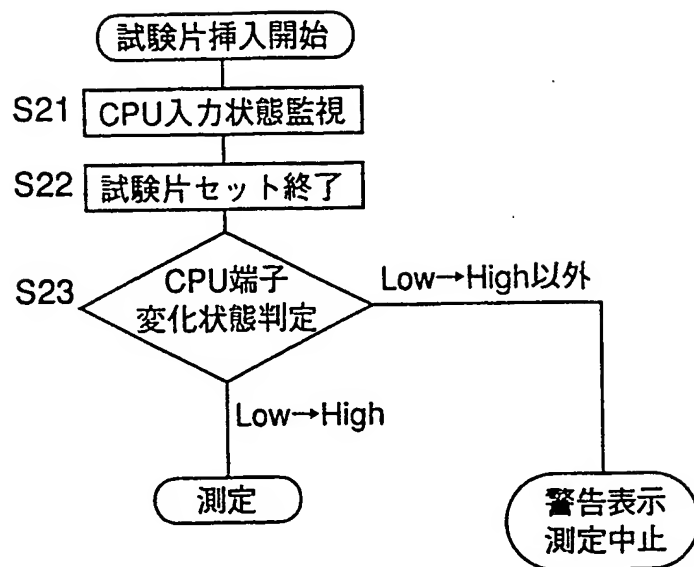 試験片挿入開始
S21 CPU入力状態監視
S22 試験片セット終了
S23 CPU端子
変化状態判定
Low→High以外
Low→High
測定
警告表示
測定中止